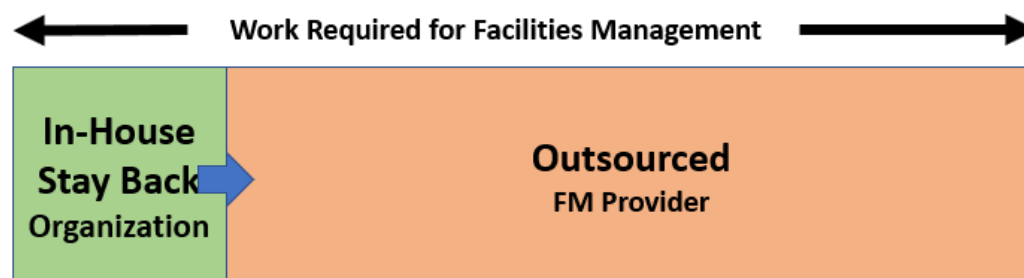 Work Required for Facilities Management
In-House
Stay Back
Organization
Outsourced
FM Provider